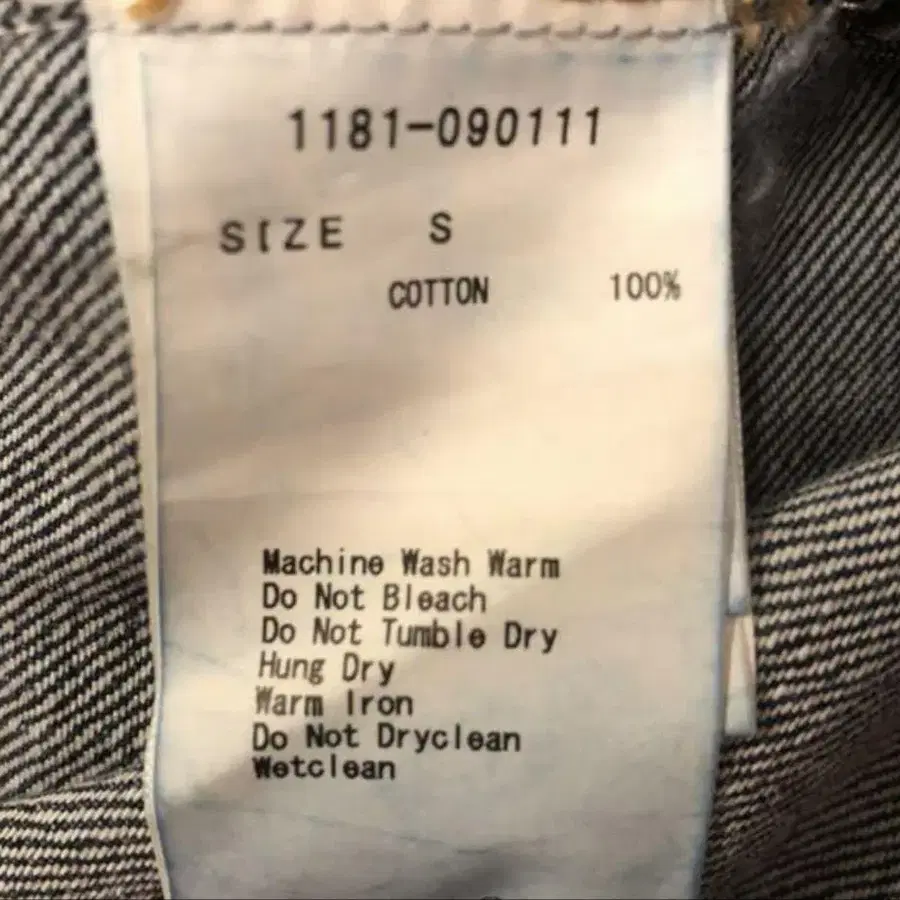 1181-090111
SIZE S
COTTON 100%
Machine Wash Warm
Do Not Bleach
Do Not Tumble Dry
Hung Dry
Warm Iron
Do Not Dryclean
Wetclean